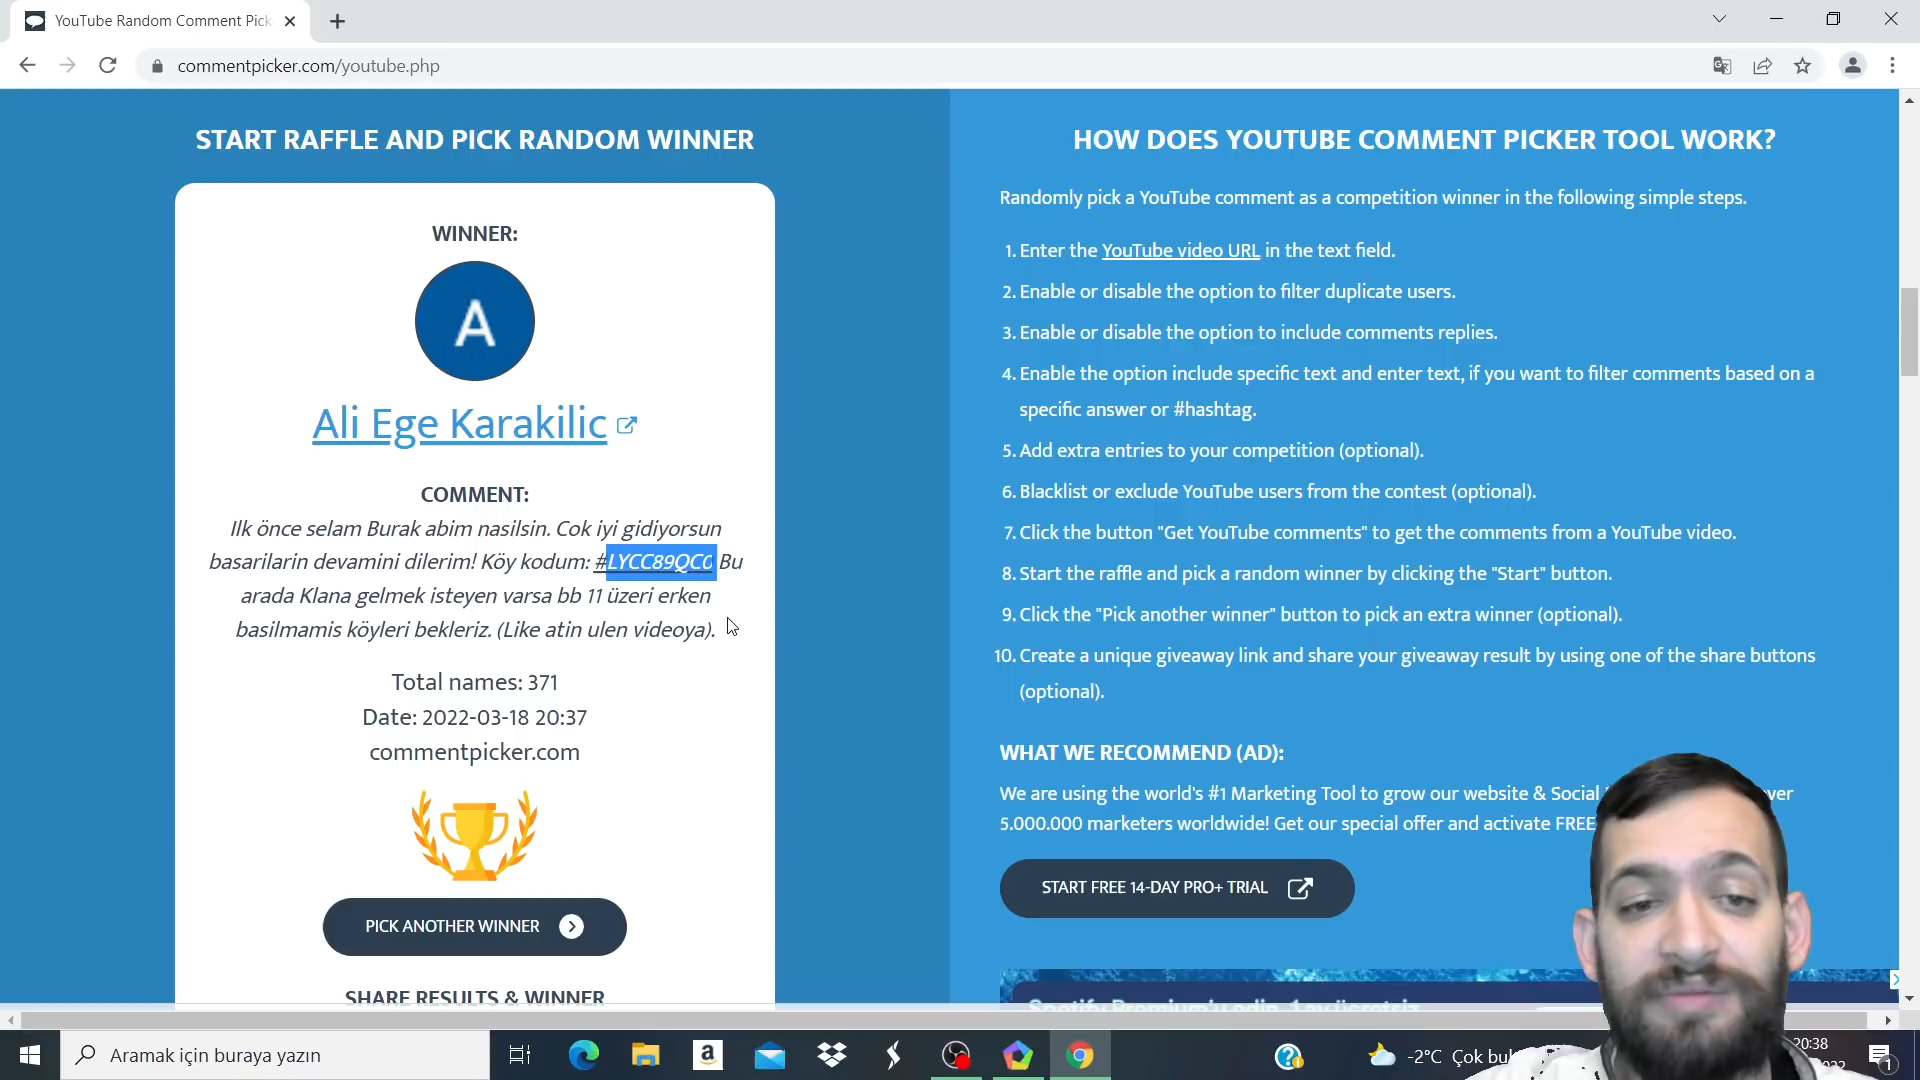 YouTube Random Comment Pick
commentpicker.com/youtube.php
START RAFFLE AND PICK RANDOM WINNER
WINNER:
A
Ali Ege Karakilic
COMMENT:
Ilk önce selam Burak abim nasilsin. Cok iyi gidiyorsun
basarilarin devamini dilerim! Köy kodum: #LYCC89QC0 Bu
arada Klana gelmek isteyen varsa bb 11 üzeri erken
basilmamis köyleri bekleriz. (Like atin ulen videoya).
Total names: 371
Date: 2022-03-18 20:37
commentpicker.com
PICK ANOTHER WINNER
SHARE RESULTS & WINNER
HOW DOES YOUTUBE COMMENT PICKER TOOL WORK?
Randomly pick a YouTube comment as a competition winner in the following simple steps.
1. Enter the YouTube video URL in the text field.
2. Enable or disable the option to filter duplicate users.
3. Enable or disable the option to include comments replies.
4. Enable the option include specific text and enter text, if you want to filter comments based on a
specific answer or #hashtag.
5. Add extra entries to your competition (optional).
6. Blacklist or exclude YouTube users from the contest (optional).
7. Click the button "Get YouTube comments" to get the comments from a YouTube video.
8. Start the raffle and pick a random winner by clicking the "Start" button.
9. Click the "Pick another winner" button to pick an extra winner (optional).
10. Create a unique giveaway link and share your giveaway result by using one of the share buttons
(optional).
WHAT WE RECOMMEND (AD):
We are using the world's #1 Marketing Tool to grow our website & Social
5.000.000 marketers worldwide! Get our special offer and activate FREE
START FREE 14-DAY PRO+ TRIAL
Aramak için buraya yazın
-2°C Çok bul
20:38
1